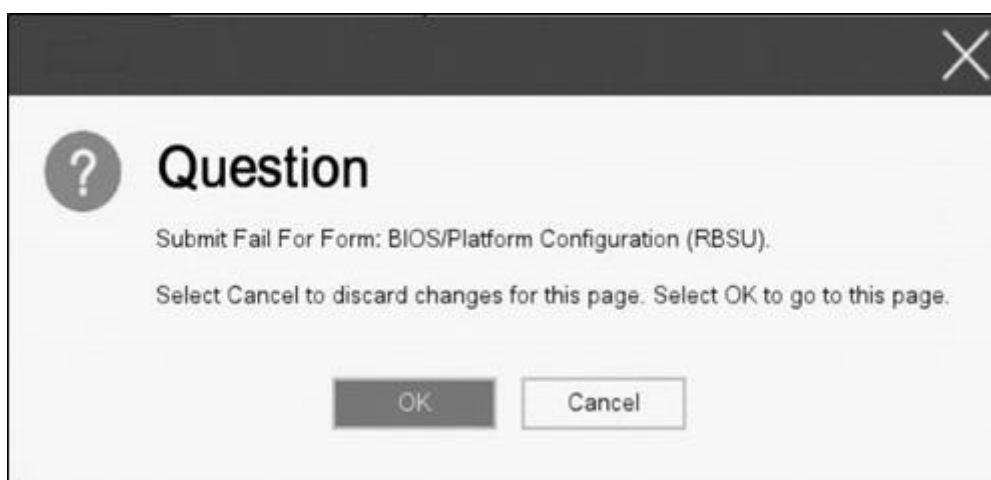 Question
Submit Fail For Form: BIOS/Platform Configuration (RBSU).
Select Cancel to discard changes for this page. Select OK to go to this page.
OK
Cancel